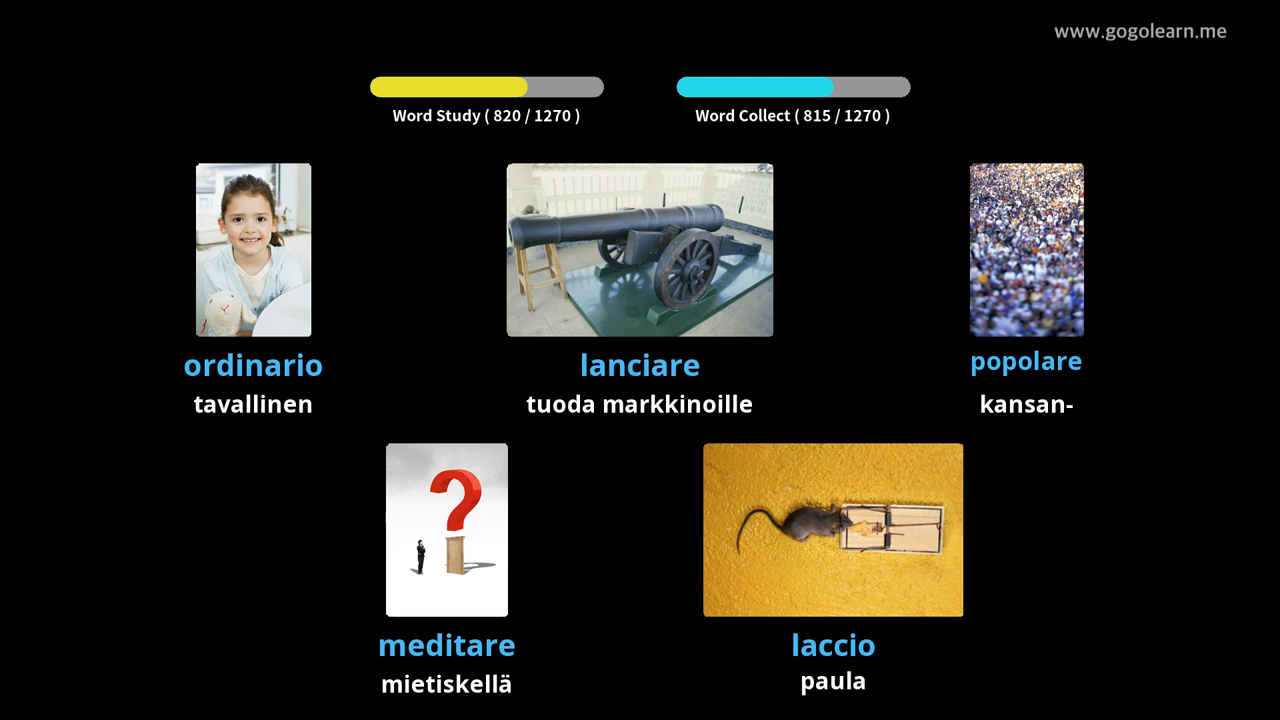 www.gogolearn.me
Word Study ( 820 / 1270 )
Word Collect ( 815 / 1270 )
ordinario
tavallinen
lanciare
tuoda markkinoille
popolare
kansan-
meditare
mietiskellä
laccio
paula